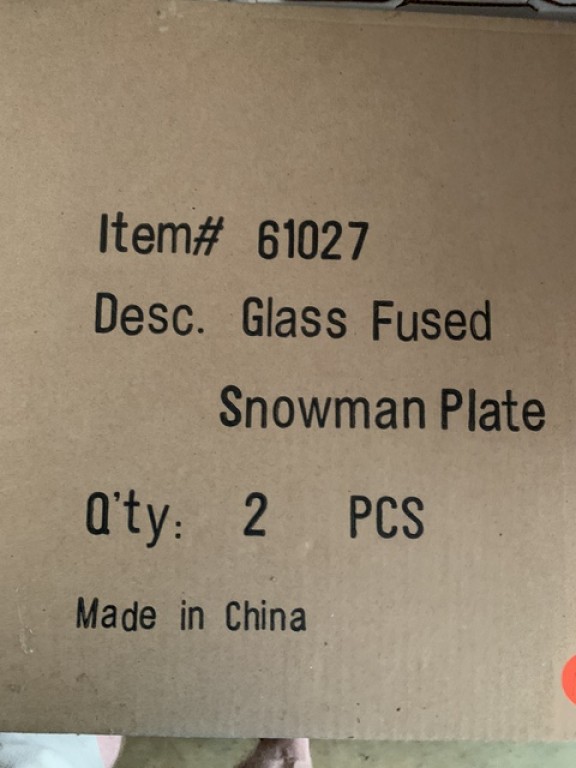 Item# 61027
Desc. Glass Fused
Snowman Plate
Q'ty: 2 PCS
Made in China